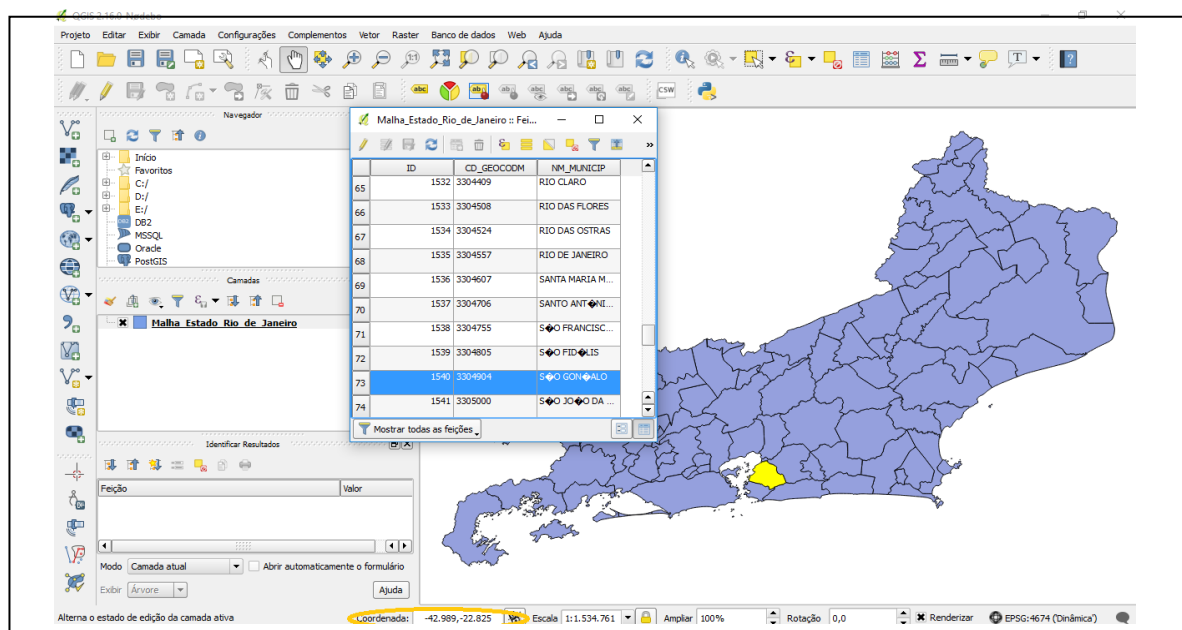 QGIS 2.16.0-Nødebo
Projeto Editar Exibir Camada Configurações Complementos Vetor Raster Banco de dados Web Ajuda
Navegador
Início
Favoritos
C:/
D:/
E:/
DB2
MSSQL
Oracle
PostGIS
Camadas
Malha_Estado_Rio_de_Janeiro
Identificar Resultados
Feição Valor
Modo Camada atual Abrir automaticamente o formulário
Exibir Árvore Ajuda
Malha_Estado_Rio_de_Janeiro :: Fei...
ID CD_GEOCODM NM_MUNICIP
65 1532 3304409 RIO CLARO
66 1533 3304508 RIO DAS FLORES
67 1534 3304524 RIO DAS OSTRAS
68 1535 3304557 RIO DE JANEIRO
69 1536 3304607 SANTA MARIA M...
70 1537 3304706 SANTO ANT�NI...
71 1538 3304755 S�O FRANCISC...
72 1539 3304805 S�O FID�LIS
73 1540 3304904 S�O GON�ALO
74 1541 3305000 S�O JO�O DA ...
Mostrar todas as feições
Alterna o estado de edição da camada ativa Coordenada: -42.989,-22.825 Escala 1:1.534.761 Ampliar 100% Rotação 0,0 Renderizar EPSG:4674 ('Dinâmica')